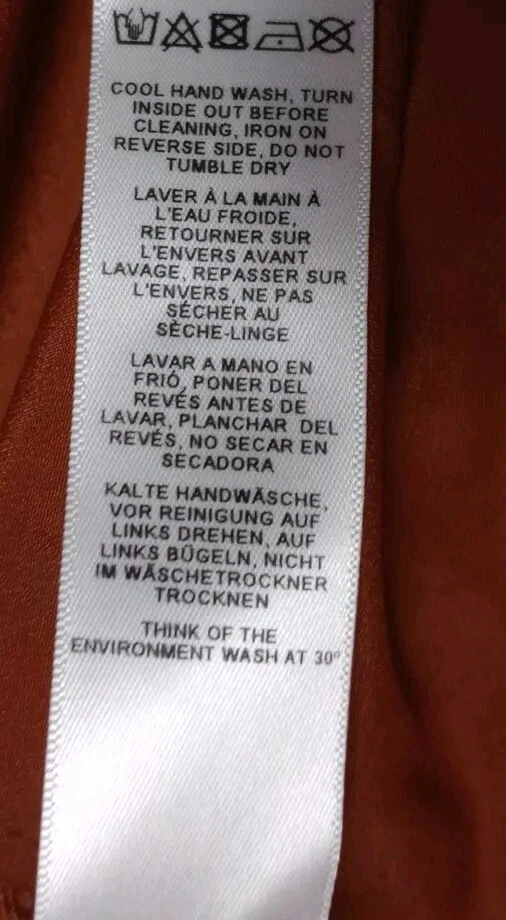 COOL HAND WASH, TURN
INSIDE OUT BEFORE
CLEANING, IRON ON
REVERSE SIDE, DO NOT
TUMBLE DRY
LAVER À LA MAIN À
L'EAU FROIDE,
RETOURNER SUR
L'ENVERS AVANT
LAVAGE, REPASSER SUR
L'ENVERS, NE PAS
SÉCHER AU
SÈCHE-LINGE
LAVAR A MANO EN
FRIÓ, PONER DEL
REVÉS ANTES DE
LAVAR, PLANCHAR DEL
REVÉS, NO SECAR EN
SECADORA
KALTE HANDWÄSCHE,
VOR REINIGUNG AUF
LINKS DREHEN, AUF
LINKS BÜGELN, NICHT
IM WÄSCHETROCKNER
TROCKNEN
THINK OF THE
ENVIRONMENT WASH AT 30°